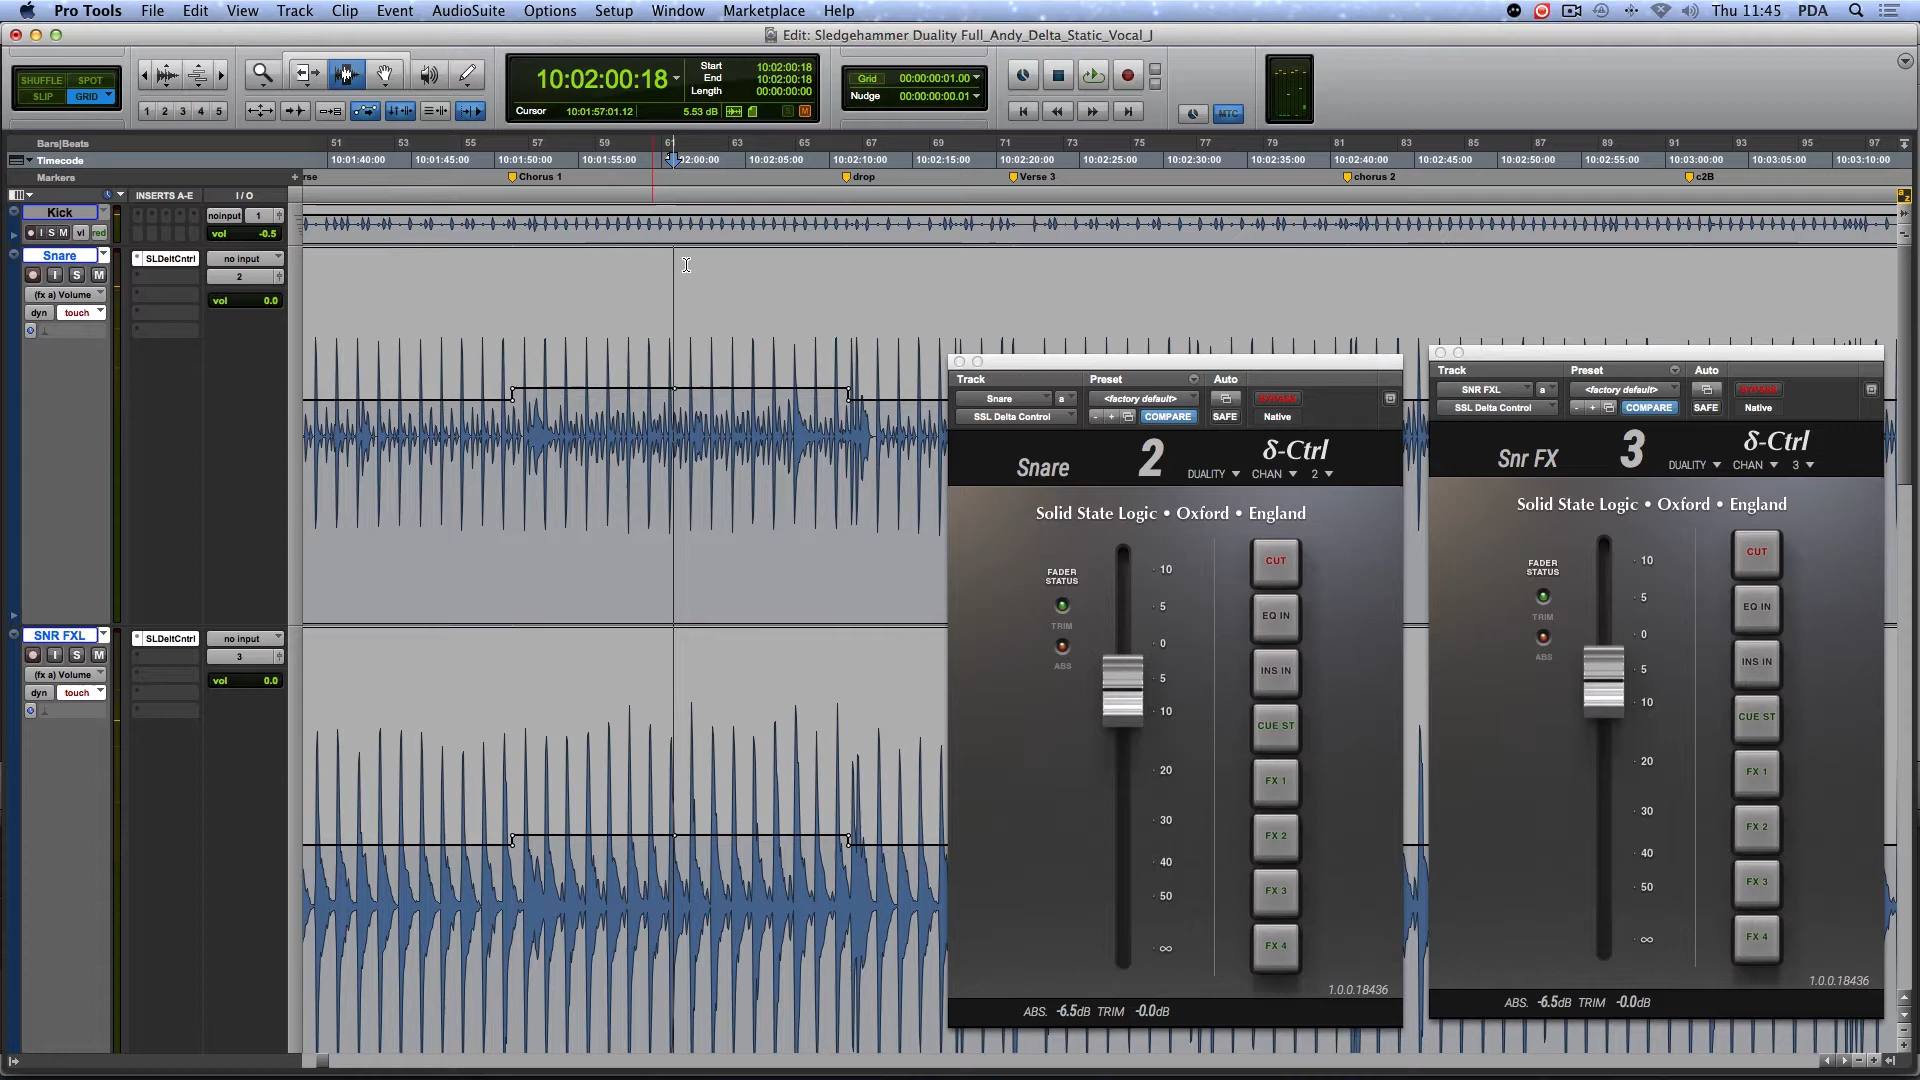 Pro Tools File Edit View Track Clip Event AudioSuite Options Setup Window Marketplace Help Thu 11:45 PDA
Edit: Sledgehammer Duality Full_Andy_Delta_Static_Vocal_J
SHUFFLE SPOT
SLIP GRID
1 2 3 4 5
10:02:00:18
Start 10:02:00:18
End 10:02:00:18
Length 00:00:00:00
Cursor 10:01:57:01.12 5.53 dB
Grid 00:00:00:01.00
Nudge 00:00:00:00.01
MTC
Bars|Beats 51 53 55 57 59 61 63 65 67 69 71 73 75 77 79 81 83 85 87 89 91 93 95 97
Timecode 10:01:40:00 10:01:45:00 10:01:50:00 10:01:55:00 2:00:00 10:02:05:00 10:02:10:00 10:02:15:00 10:02:20:00 10:02:25:00 10:02:30:00 10:02:35:00 10:02:40:00 10:02:45:00 10:02:50:00 10:02:55:00 10:03:00:00 10:03:05:00 10:03:10:00
Markers rse Chorus 1 drop Verse 3 chorus 2 c2B
INSERTS A-E I / O
Kick noinput 1
I S M vl red vol -0.5
Snare SLDeltCntrl no input
I S M 2
(fx a) Volume vol 0.0
dyn touch
SNR FXL SLDeltCntrl no input
I S M 3
(fx a) Volume vol 0.0
dyn touch
Track Preset Auto
Snare a <factory default> BYPASS
SSL Delta Control - + COMPARE SAFE Native
Snare 2 δ-Ctrl
DUALITY CHAN 2
Solid State Logic • Oxford • England
FADER STATUS
TRIM
ABS
10
5
0
5
10
20
30
40
50
∞
CUT
EQ IN
INS IN
CUE ST
FX 1
FX 2
FX 3
FX 4
1.0.0.18436
ABS. -6.5dB TRIM -0.0dB
Track Preset Auto
SNR FXL a <factory default> BYPASS
SSL Delta Control - + COMPARE SAFE Native
Snr FX 3 δ-Ctrl
DUALITY CHAN 3
Solid State Logic • Oxford • England
FADER STATUS
TRIM
ABS
10
5
0
5
10
20
30
40
50
∞
CUT
EQ IN
INS IN
CUE ST
FX 1
FX 2
FX 3
FX 4
1.0.0.18436
ABS. -6.5dB TRIM -0.0dB